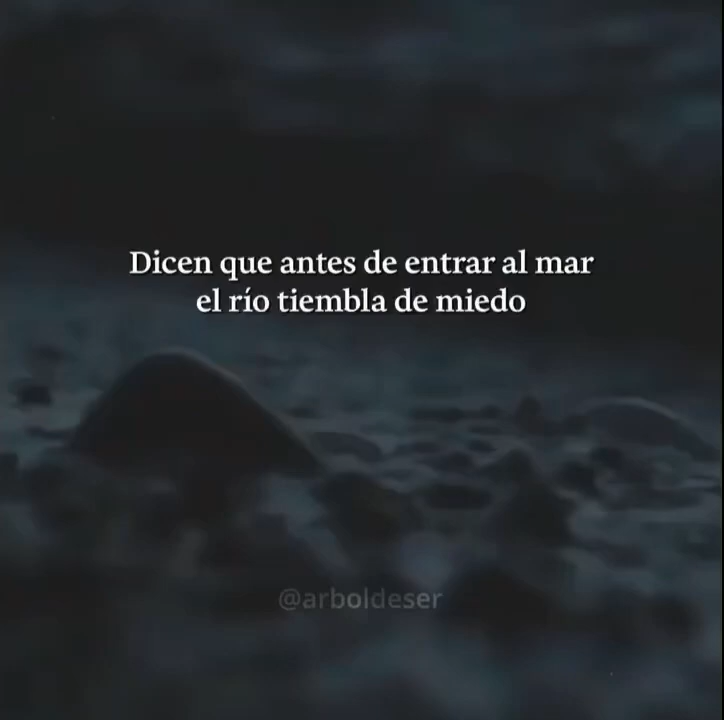 Dicen que antes de entrar al mar
el río tiembla de miedo
@arboldeser